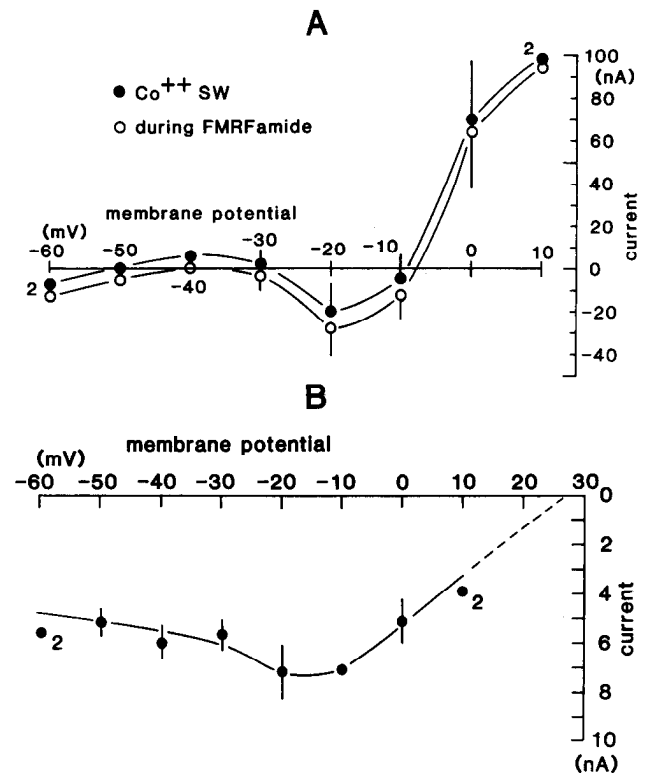 A
Co++ SW
during FMRFamide
membrane potential
(mV)
-60 -50 -40 -30 -20 -10 0 10
2
2
100
(nA)
80
60
40
20
0
-20
-40
current
B
membrane potential
(mV)
-60 -50 -40 -30 -20 -10 0 10 20 30
0
2
4
6
8
10
(nA)
current
2
2